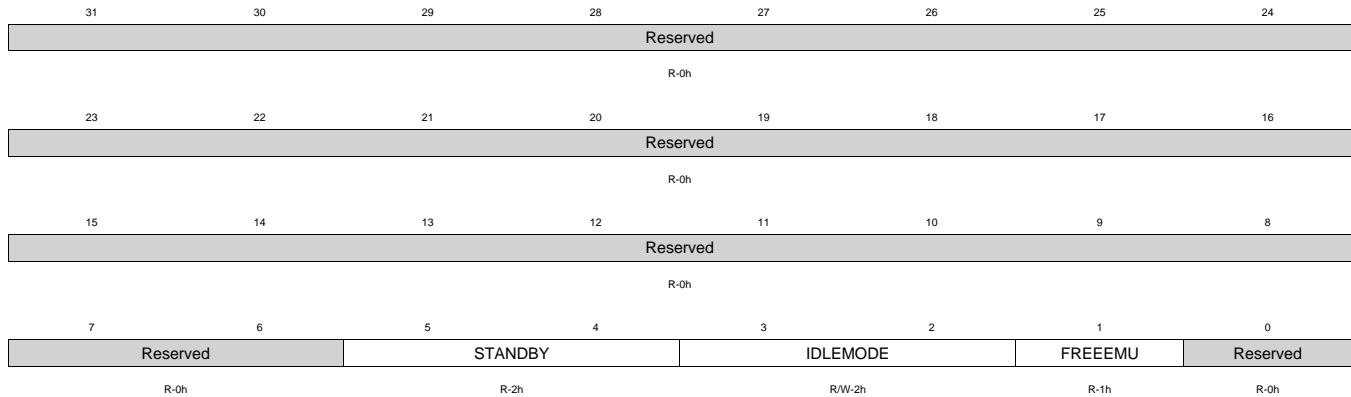 31 30 29 28 27 26 25 24
Reserved
R-0h
23 22 21 20 19 18 17 16
Reserved
R-0h
15 14 13 12 11 10 9 8
Reserved
R-0h
7 6 5 4 3 2 1 0
Reserved STANDBY IDLEMODE FREEEMU Reserved
R-0h R-2h R/W-2h R-1h R-0h